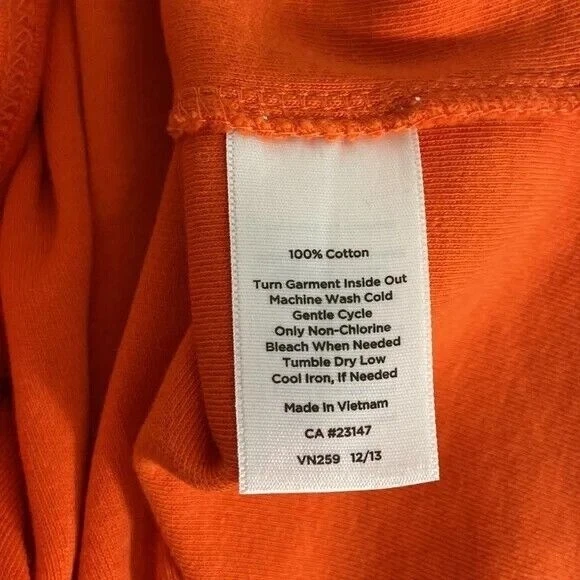 100% Cotton
Turn Garment Inside Out
Machine Wash Cold
Gentle Cycle
Only Non-Chlorine
Bleach When Needed
Tumble Dry Low
Cool Iron, If Needed
Made In Vietnam
CA #23147
VN259 12/13